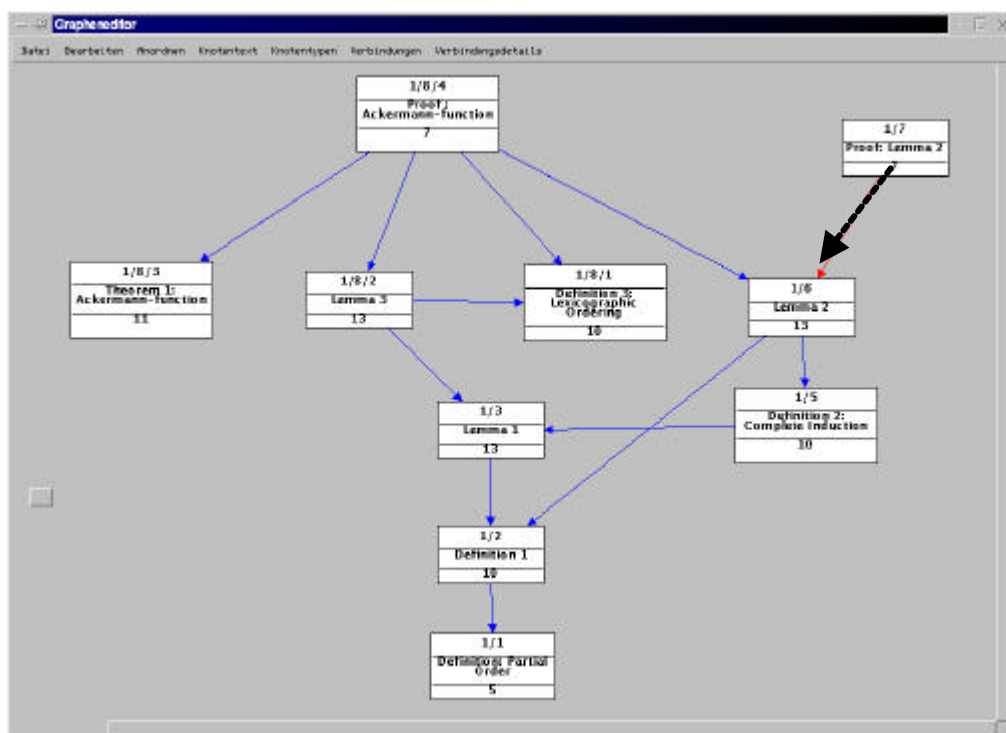 Grapheneditor
Datei Bearbeiten Anordnen Knotentext Knotentypen Verbindungen Verbindungsdetails
1/8/4
Proof:
Ackermann-function
7
1/7
Proof: Lemma 2
1/8/3
Theorem 1:
Ackermann-function
11
1/8/2
Lemma 3
13
1/8/1
Definition 3:
Lexicographic
Ordering
10
1/6
Lemma 2
13
1/3
Lemma 1
13
1/5
Definition 2:
Complete Induction
10
1/2
Definition 1
10
1/1
Definition: Partial
Order
5